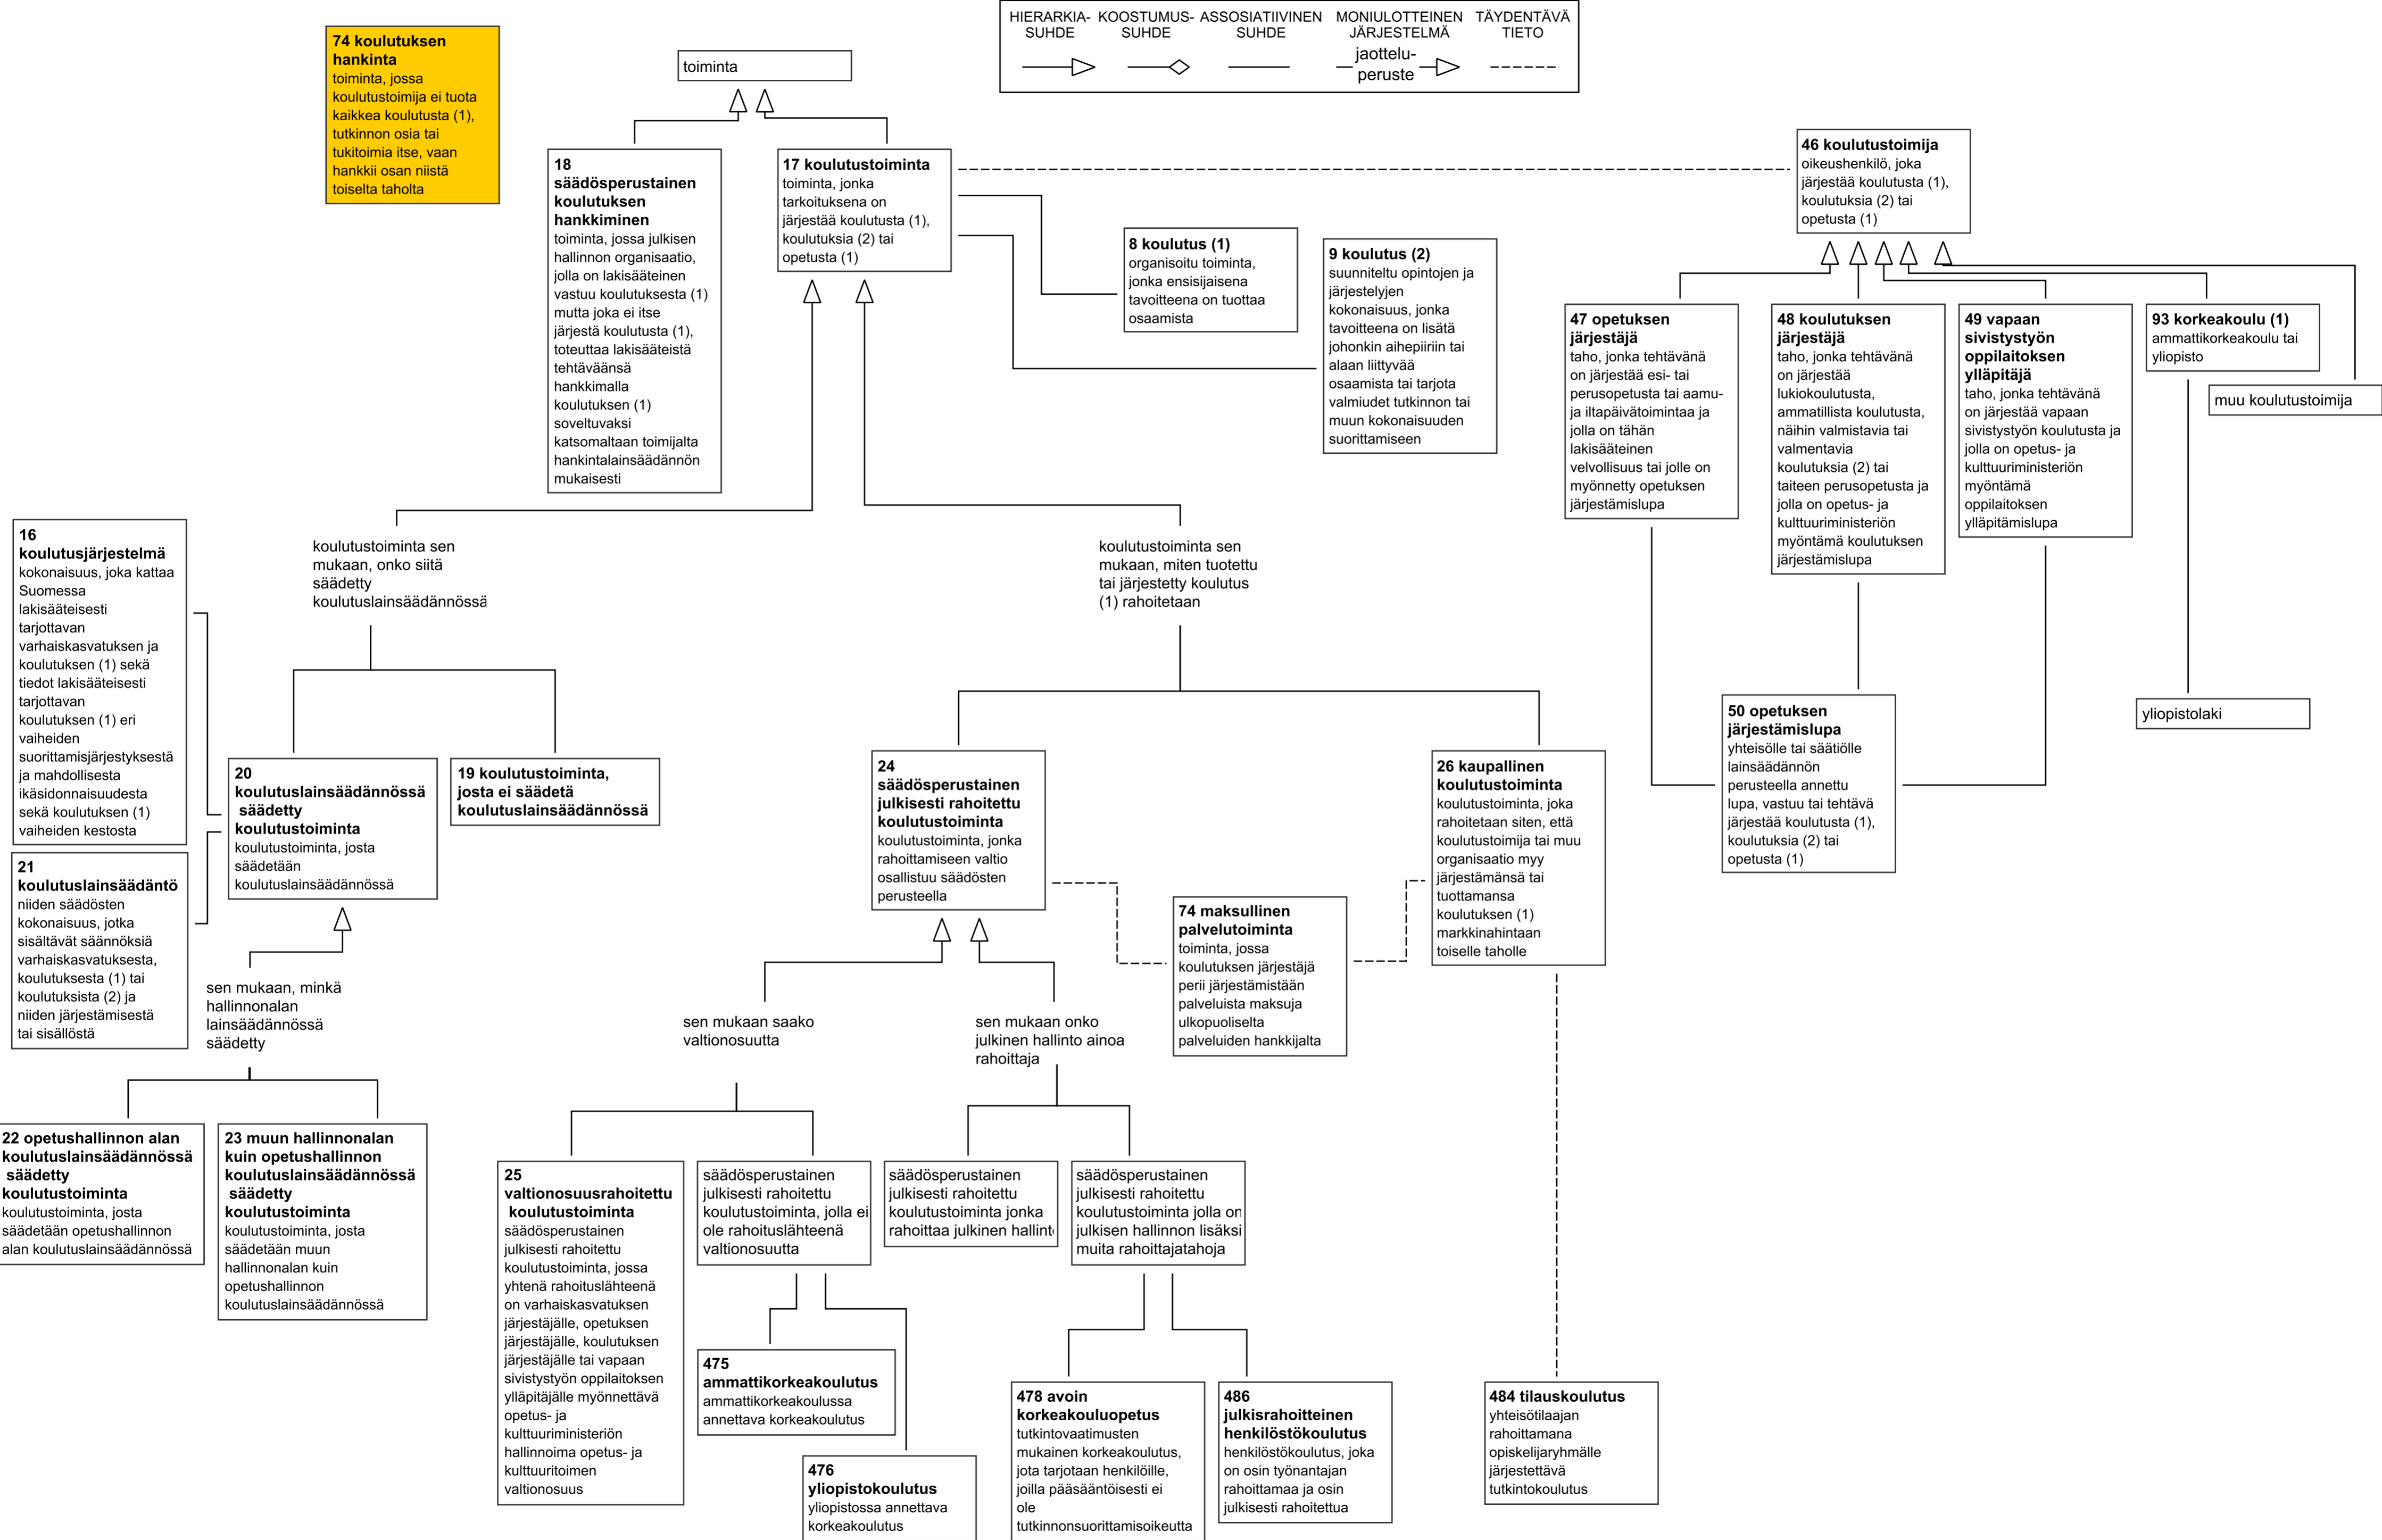 HIERARKIA-
SUHDE
KOOSTUMUS-
SUHDE
ASSOSIATIIVINEN
SUHDE
MONIULOTTEINEN
JÄRJESTELMÄ
jaottelu-
peruste
TÄYDENTÄVÄ
TIETO
74 koulutuksen
hankinta
toiminta, jossa
koulutustoimija ei tuota
kaikkea koulutusta (1),
tutkinnon osia tai
tukitoimia itse, vaan
hankkii osan niistä
toiselta taholta
toiminta
18
säädösperustainen
koulutuksen
hankkiminen
toiminta, jossa julkisen
hallinnon organisaatio,
jolla on lakisääteinen
vastuu koulutuksesta (1)
mutta joka ei itse
järjestä koulutusta (1),
toteuttaa lakisääteistä
tehtäväänsä
hankkimalla
koulutuksen (1)
soveltuvaksi
katsomaltaan toimijalta
hankintalainsäädännön
mukaisesti
17 koulutustoiminta
toiminta, jonka
tarkoituksena on
järjestää koulutusta (1),
koulutuksia (2) tai
opetusta (1)
8 koulutus (1)
organisoitu toiminta,
jonka ensisijaisena
tavoitteena on tuottaa
osaamista
9 koulutus (2)
suunniteltu opintojen ja
järjestelyjen
kokonaisuus, jonka
tavoitteena on lisätä
johonkin aihepiiriin tai
alaan liittyvää
osaamista tai tarjota
valmiudet tutkinnon tai
muun kokonaisuuden
suorittamiseen
46 koulutustoimija
oikeushenkilö, joka
järjestää koulutusta (1),
koulutuksia (2) tai
opetusta (1)
47 opetuksen
järjestäjä
taho, jonka tehtävänä
on järjestää esi- tai
perusopetusta tai aamu-
ja iltapäivätoimintaa ja
jolla on tähän
lakisääteinen
velvollisuus tai jolle on
myönnetty opetuksen
järjestämislupa
48 koulutuksen
järjestäjä
taho, jonka tehtävänä
on järjestää
lukiokoulutusta,
ammatillista koulutusta,
näihin valmistavia tai
valmentavia
koulutuksia (2) tai
taiteen perusopetusta ja
jolla on opetus- ja
kulttuuriministeriön
myöntämä koulutuksen
järjestämislupa
49 vapaan
sivistystyön
oppilaitoksen
ylläpitäjä
taho, jonka tehtävänä
on järjestää vapaan
sivistystyön koulutusta ja
jolla on opetus- ja
kulttuuriministeriön
myöntämä
oppilaitoksen
ylläpitämislupa
93 korkeakoulu (1)
ammattikorkeakoulu tai
yliopisto
muu koulutustoimija
16
koulutusjärjestelmä
kokonaisuus, joka kattaa
Suomessa
lakisääteisesti
tarjottavan
varhaiskasvatuksen ja
koulutuksen (1) sekä
tiedot lakisääteisesti
tarjottavan
koulutuksen (1) eri
vaiheiden
suorittamisjärjestyksestä
ja mahdollisesta
ikäsidonnaisuudesta
sekä koulutuksen (1)
vaiheiden kestosta
koulutustoiminta sen
mukaan, onko siitä
säädetty
koulutuslainsäädännössä
koulutustoiminta sen
mukaan, miten tuotettu
tai järjestetty koulutus
(1) rahoitetaan
50 opetuksen
järjestämislupa
yhteisölle tai säätiölle
lainsäädännön
perusteella annettu
lupa, vastuu tai tehtävä
järjestää koulutusta (1),
koulutuksia (2) tai
opetusta (1)
yliopistolaki
20
koulutuslainsäädännössä
säädetty
koulutustoiminta
koulutustoiminta, josta
säädetään
koulutuslainsäädännössä
19 koulutustoiminta,
josta ei säädetä
koulutuslainsäädännössä
24
säädösperustainen
julkisesti rahoitettu
koulutustoiminta
koulutustoiminta, jonka
rahoittamiseen valtio
osallistuu säädösten
perusteella
26 kaupallinen
koulutustoiminta
koulutustoiminta, joka
rahoitetaan siten, että
koulutustoimija tai muu
organisaatio myy
järjestämänsä tai
tuottamansa
koulutuksen (1)
markkinahintaan
toiselle taholle
21
koulutuslainsäädäntö
niiden säädösten
kokonaisuus, jotka
sisältävät säännöksiä
varhaiskasvatuksesta,
koulutuksesta (1) tai
koulutuksista (2) ja
niiden järjestämisestä
tai sisällöstä
74 maksullinen
palvelutoiminta
toiminta, jossa
koulutuksen järjestäjä
perii järjestämistään
palveluista maksuja
ulkopuoliselta
palveluiden hankkijalta
sen mukaan, minkä
hallinnonalan
lainsäädännössä
säädetty
sen mukaan saako
valtionosuutta
sen mukaan onko
julkinen hallinto ainoa
rahoittaja
22 opetushallinnon alan
koulutuslainsäädännössä
säädetty
koulutustoiminta
koulutustoiminta, josta
säädetään opetushallinnon
alan koulutuslainsäädännössä
23 muun hallinnonalan
kuin opetushallinnon
koulutuslainsäädännössä
säädetty
koulutustoiminta
koulutustoiminta, josta
säädetään muun
hallinnonalan kuin
opetushallinnon
koulutuslainsäädännössä
25
valtionosuusrahoitettu
koulutustoiminta
säädösperustainen
julkisesti rahoitettu
koulutustoiminta, jossa
yhtenä rahoituslähteenä
on varhaiskasvatuksen
järjestäjälle, opetuksen
järjestäjälle, koulutuksen
järjestäjälle tai vapaan
sivistystyön oppilaitoksen
ylläpitäjälle myönnettävä
opetus- ja
kulttuuriministeriön
hallinnoima opetus- ja
kulttuuritoimen
valtionosuus
säädösperustainen
julkisesti rahoitettu
koulutustoiminta, jolla ei
ole rahoituslähteenä
valtionosuutta
säädösperustainen
julkisesti rahoitettu
koulutustoiminta jonka
rahoittaa julkinen
säädösperustainen
julkisesti rahoitettu
koulutustoiminta jolla on
julkisen hallinnon lisäksi
muita rahoittajatahoja
475
ammattikorkeakoulutus
ammattikorkeakoulussa
annettava korkeakoulutus
476
yliopistokoulutus
yliopistossa annettava
korkeakoulutus
478 avoin
korkeakouluopetus
tutkintovaatimusten
mukainen korkeakoulutus,
jota tarjotaan henkilöille,
joilla pääsääntöisesti ei
ole
tutkinnonsuorittamisoikeutta
486
julkisrahoitteinen
henkilöstökoulutus
henkilöstökoulutus, joka
on osin työnantajan
rahoittamaa ja osin
julkisesti rahoitettua
484 tilauskoulutus
yhteisötilaajan
rahoittamana
opiskelijaryhmälle
järjestettävä
tutkintokoulutus